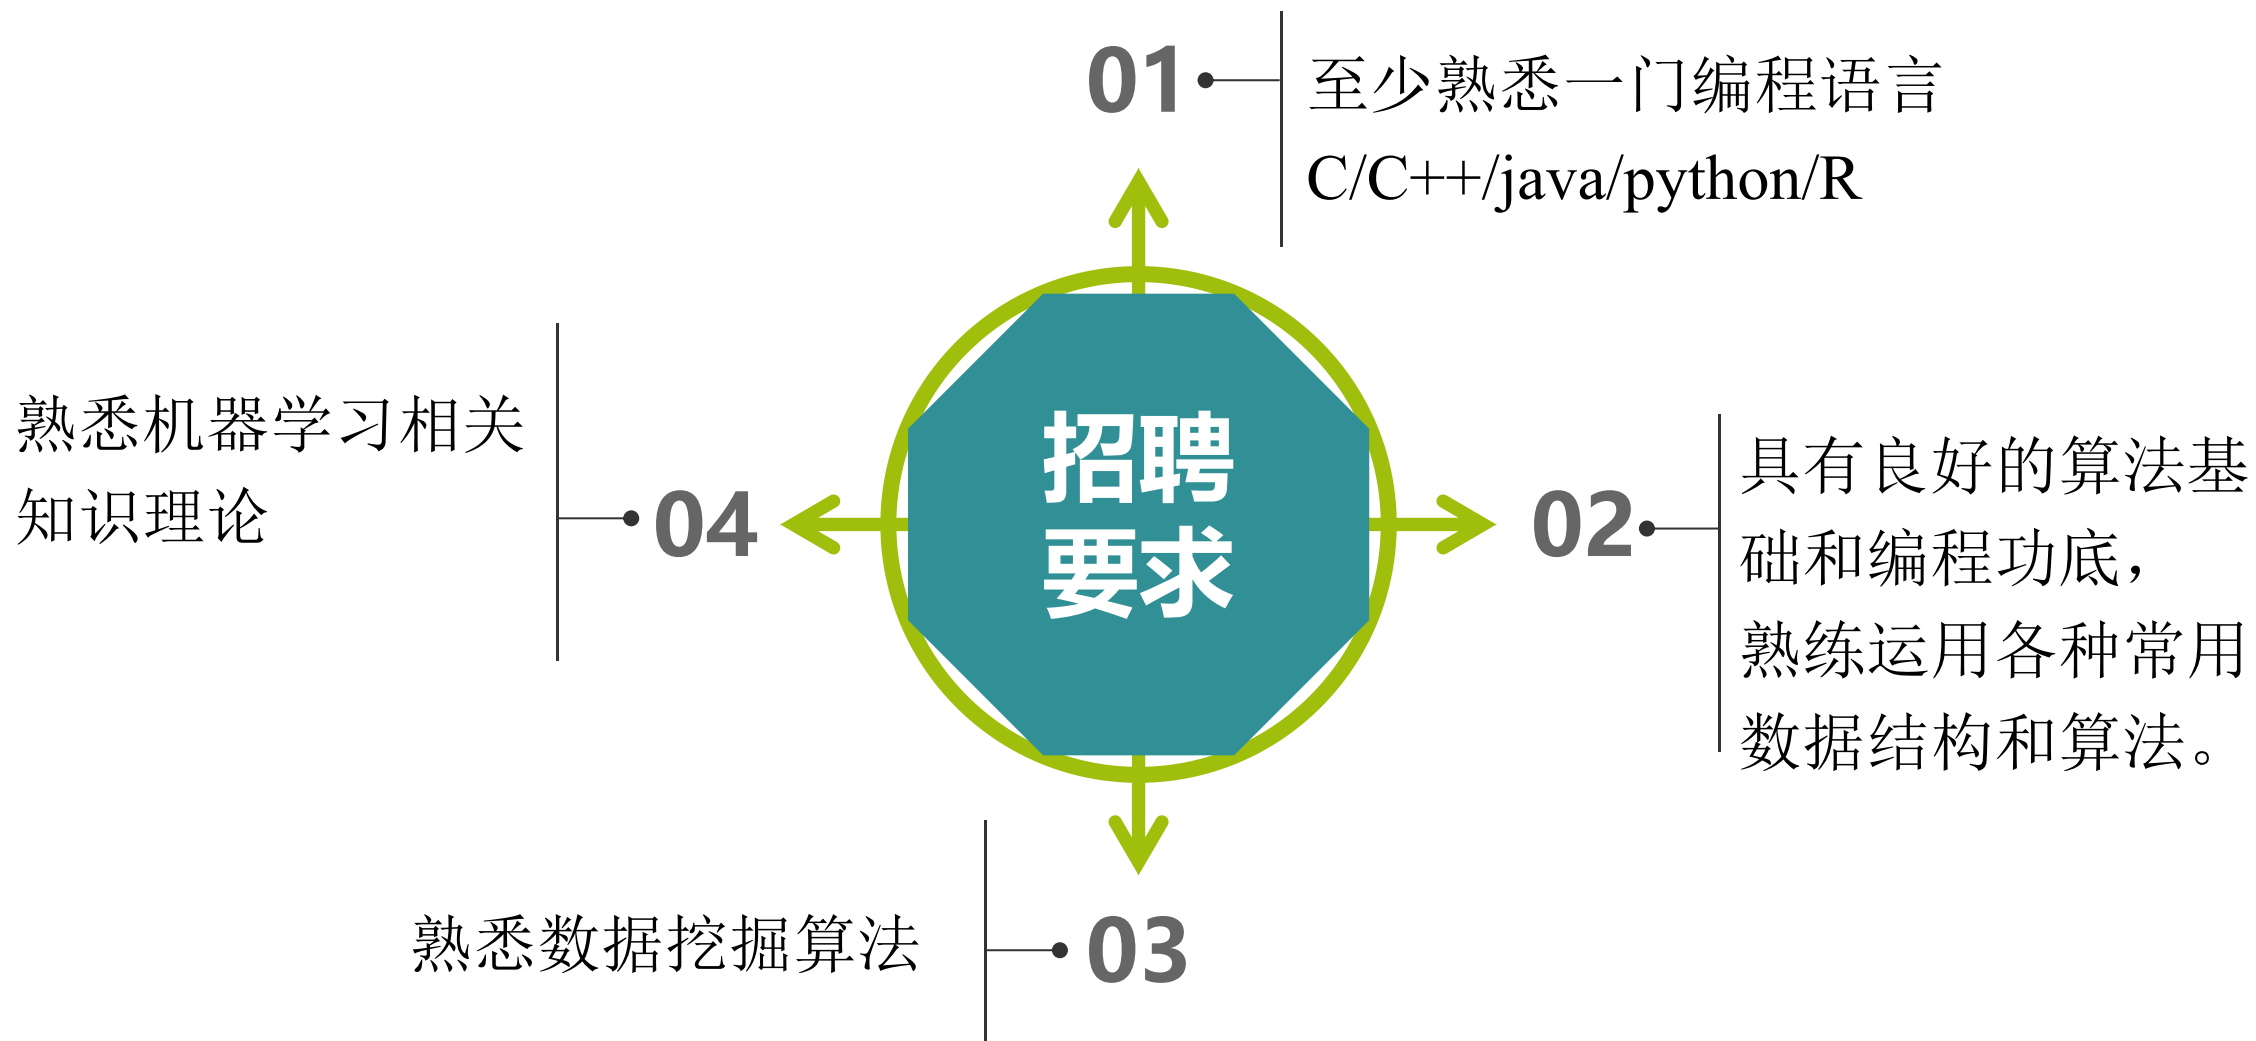 01
至少熟悉一门编程语言
C/C++/java/python/R
招聘
要求
02
具有良好的算法基
础和编程功底，
熟练运用各种常用
数据结构和算法。
03
熟悉数据挖掘算法
04
熟悉机器学习相关
知识理论